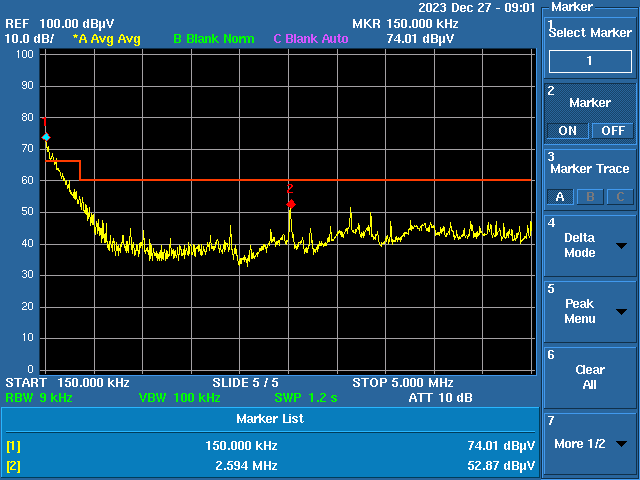 2023 Dec 27 - 09:01
Marker
REF 100.00 dBµV
MKR 150.000 kHz
10.0 dB/ *A Avg Avg B Blank Norm C Blank Auto 74.01 dBµV
100
90
80
70
60
50
40
30
20
10
0
1
2
START 150.000 kHz SLIDE 5 / 5 STOP 5.000 MHz
RBW 9 kHz VBW 100 kHz SWP 1.2 s ATT 10 dB
Marker List
[1] 150.000 kHz 74.01 dBµV
[2] 2.594 MHz 52.87 dBµV
1
Select Marker
1
2
Marker
ON OFF
3
Marker Trace
A B C
4
Delta
Mode
5
Peak
Menu
6
Clear
All
7
More 1/2